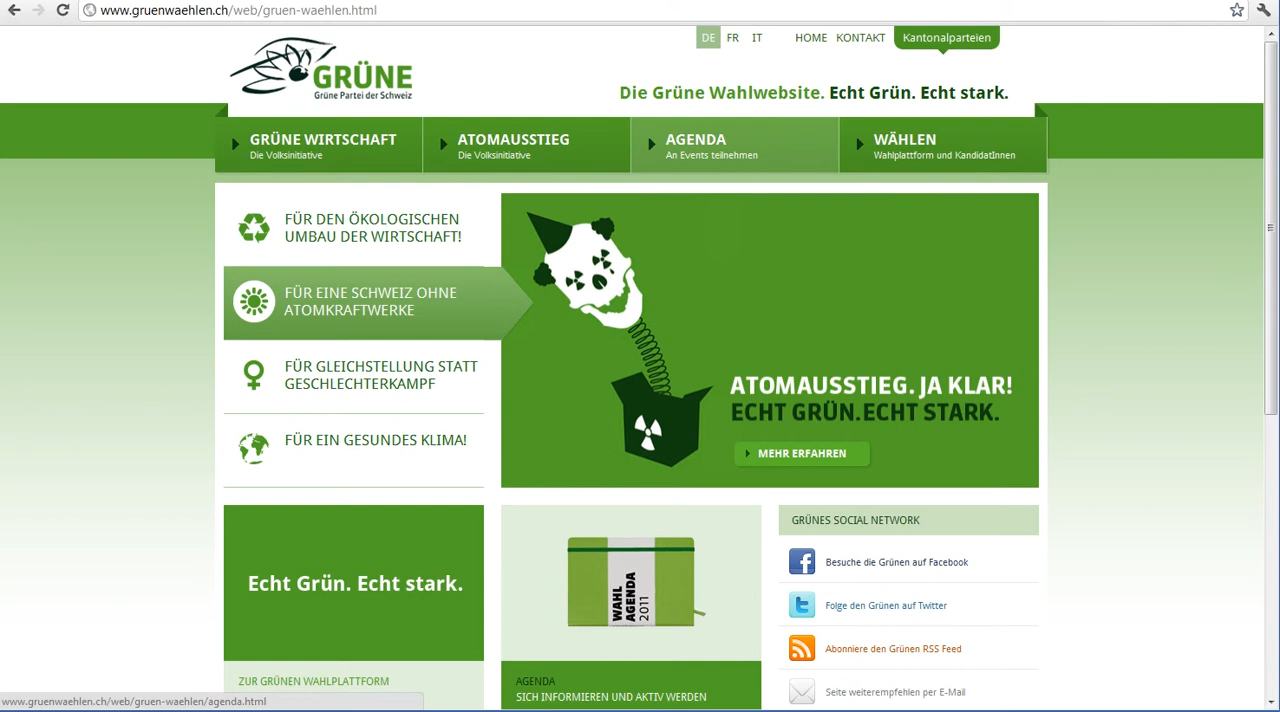 www.gruenwaehlen.ch/web/gruen-waehlen.html
DE FR IT HOME KONTAKT Kantonalparteien
GRÜNE
Grüne Partei der Schweiz
Die Grüne Wahlwebsite. Echt Grün. Echt stark.
GRÜNE WIRTSCHAFT
Die Volksinitiative
ATOMAUSSTIEG
Die Volksinitiative
AGENDA
An Events teilnehmen
WÄHLEN
Wahlplattform und KandidatInnen
FÜR DEN ÖKOLOGISCHEN
UMBAU DER WIRTSCHAFT!
FÜR EINE SCHWEIZ OHNE
ATOMKRAFTWERKE
FÜR GLEICHSTELLUNG STATT
GESCHLECHTERKAMPF
FÜR EIN GESUNDES KLIMA!
ATOMAUSSTIEG. JA KLAR!
ECHT GRÜN.ECHT STARK.
MEHR ERFAHREN
Echt Grün. Echt stark.
ZUR GRÜNEN WAHLPLATTFORM
WAHL
AGENDA
2011
AGENDA
SICH INFORMIEREN UND AKTIV WERDEN
GRÜNES SOCIAL NETWORK
Besuche die Grünen auf Facebook
Folge den Grünen auf Twitter
Abonniere den Grünen RSS Feed
Seite weiterempfehlen per E-Mail
www.gruenwaehlen.ch/web/gruen-waehlen/agenda.html